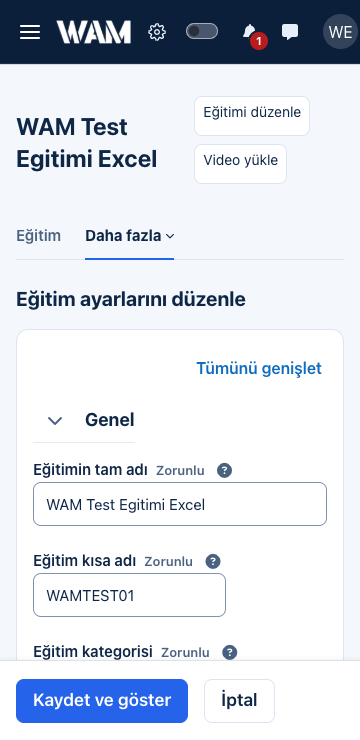 WAM
1
WE
WAM Test
Egitimi Excel
Eğitimi düzenle
Video yükle
Eğitim
Daha fazla
Eğitim ayarlarını düzenle
Tümünü genişlet
Genel
Eğitimin tam adı Zorunlu ?
WAM Test Egitimi Excel
Eğitim kısa adı Zorunlu ?
WAMTEST01
Eğitim kategorisi Zorunlu ?
Kaydet ve göster
İptal